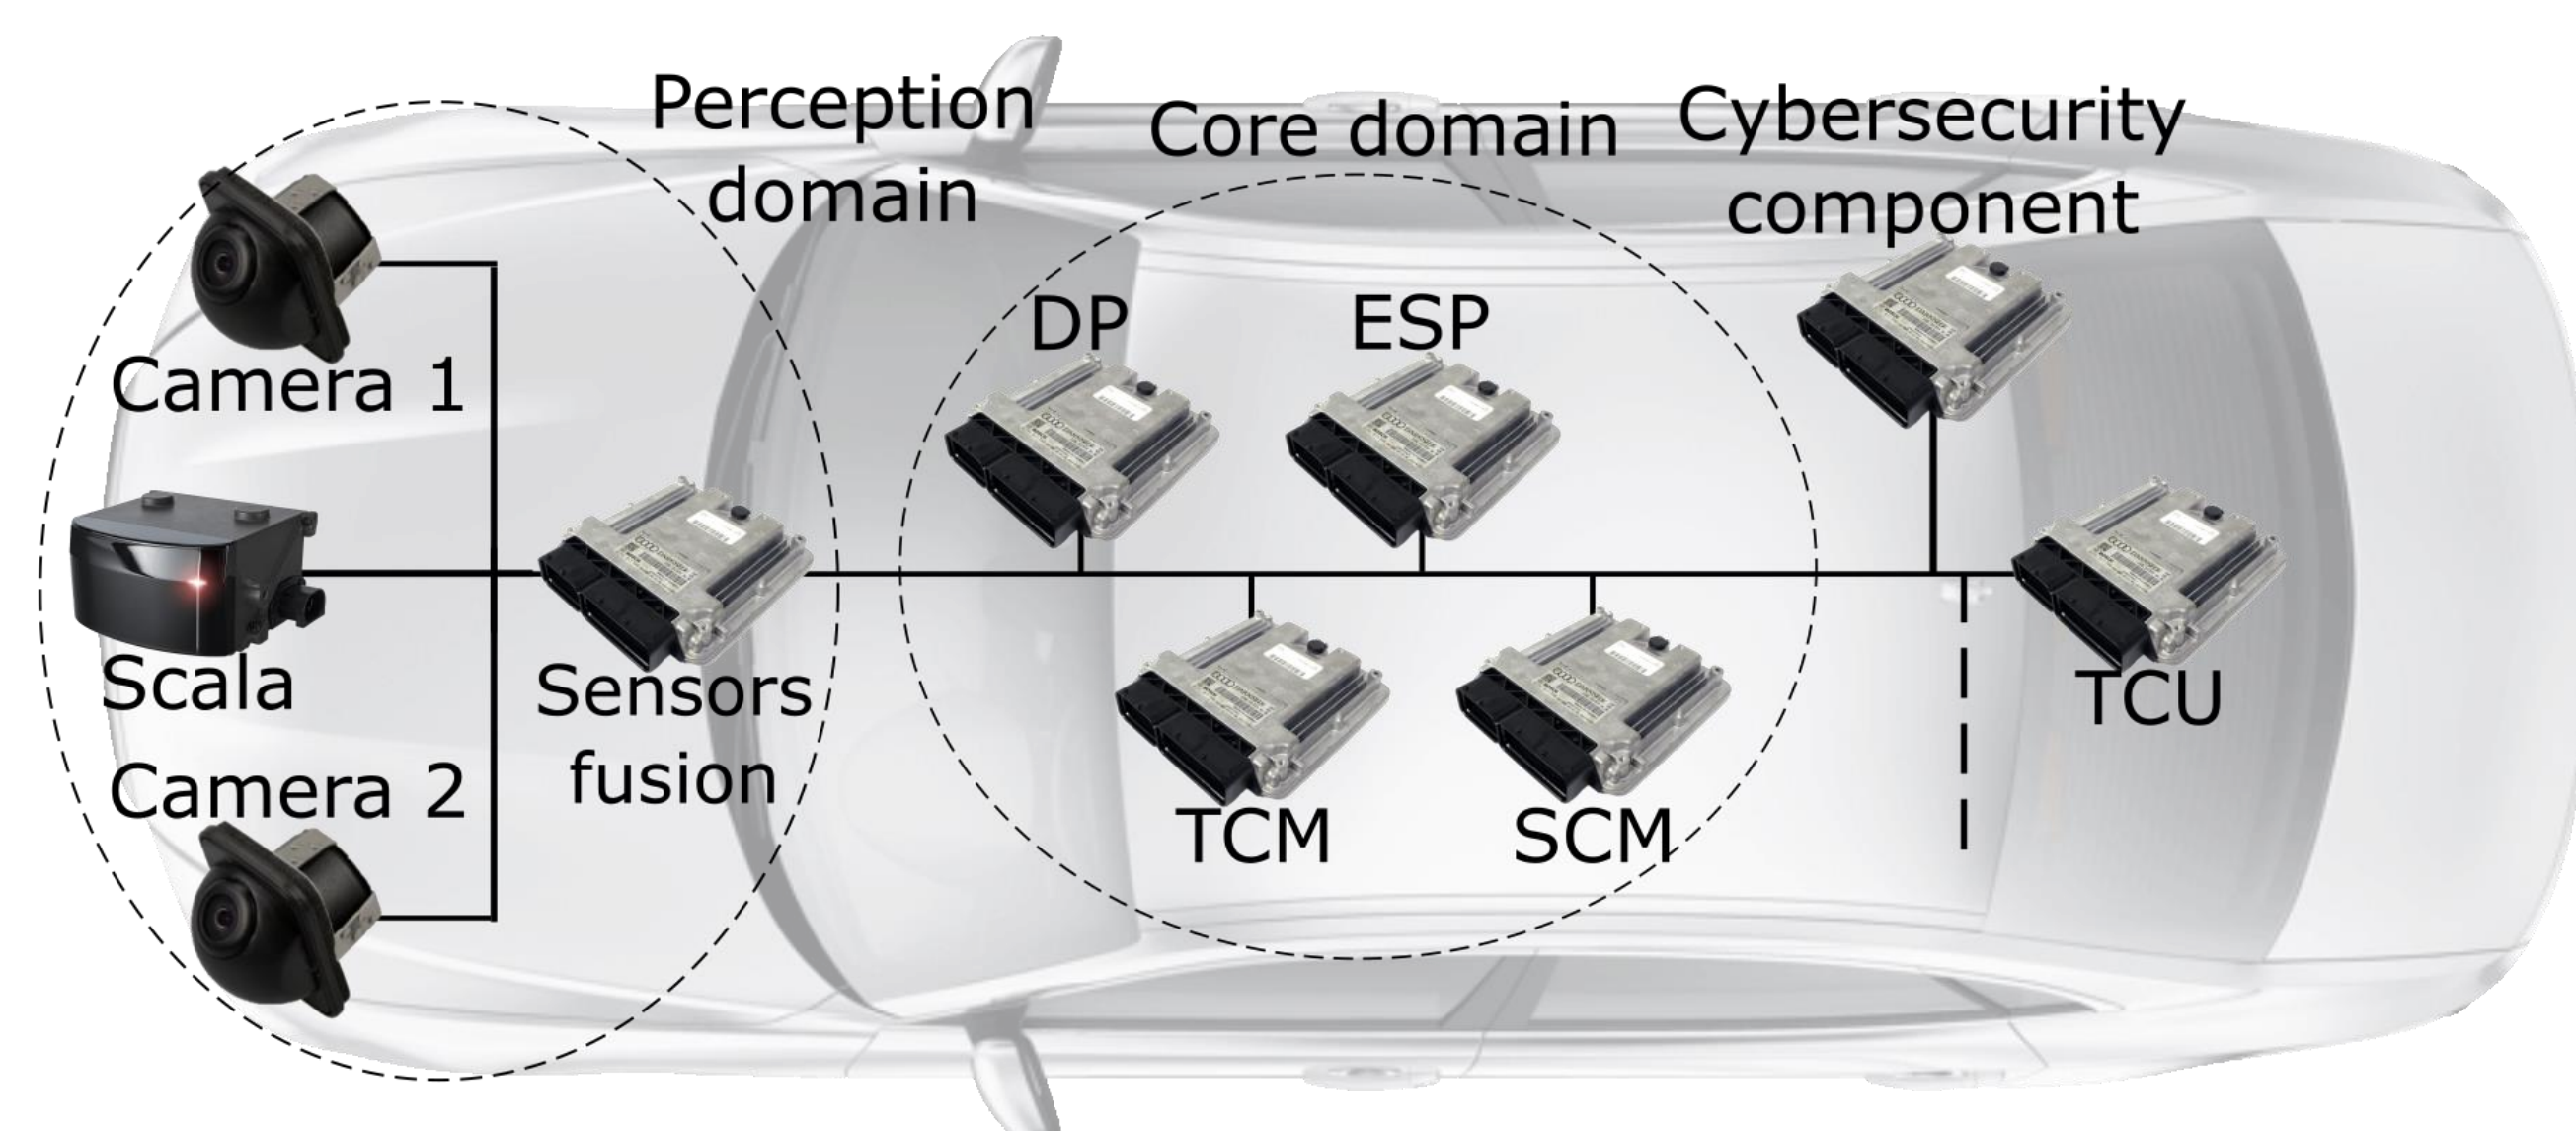 Perception
domain
Core domain
Cybersecurity
component
Camera 1
DP
ESP
Scala
Sensors
fusion
TCU
Camera 2
TCM
SCM